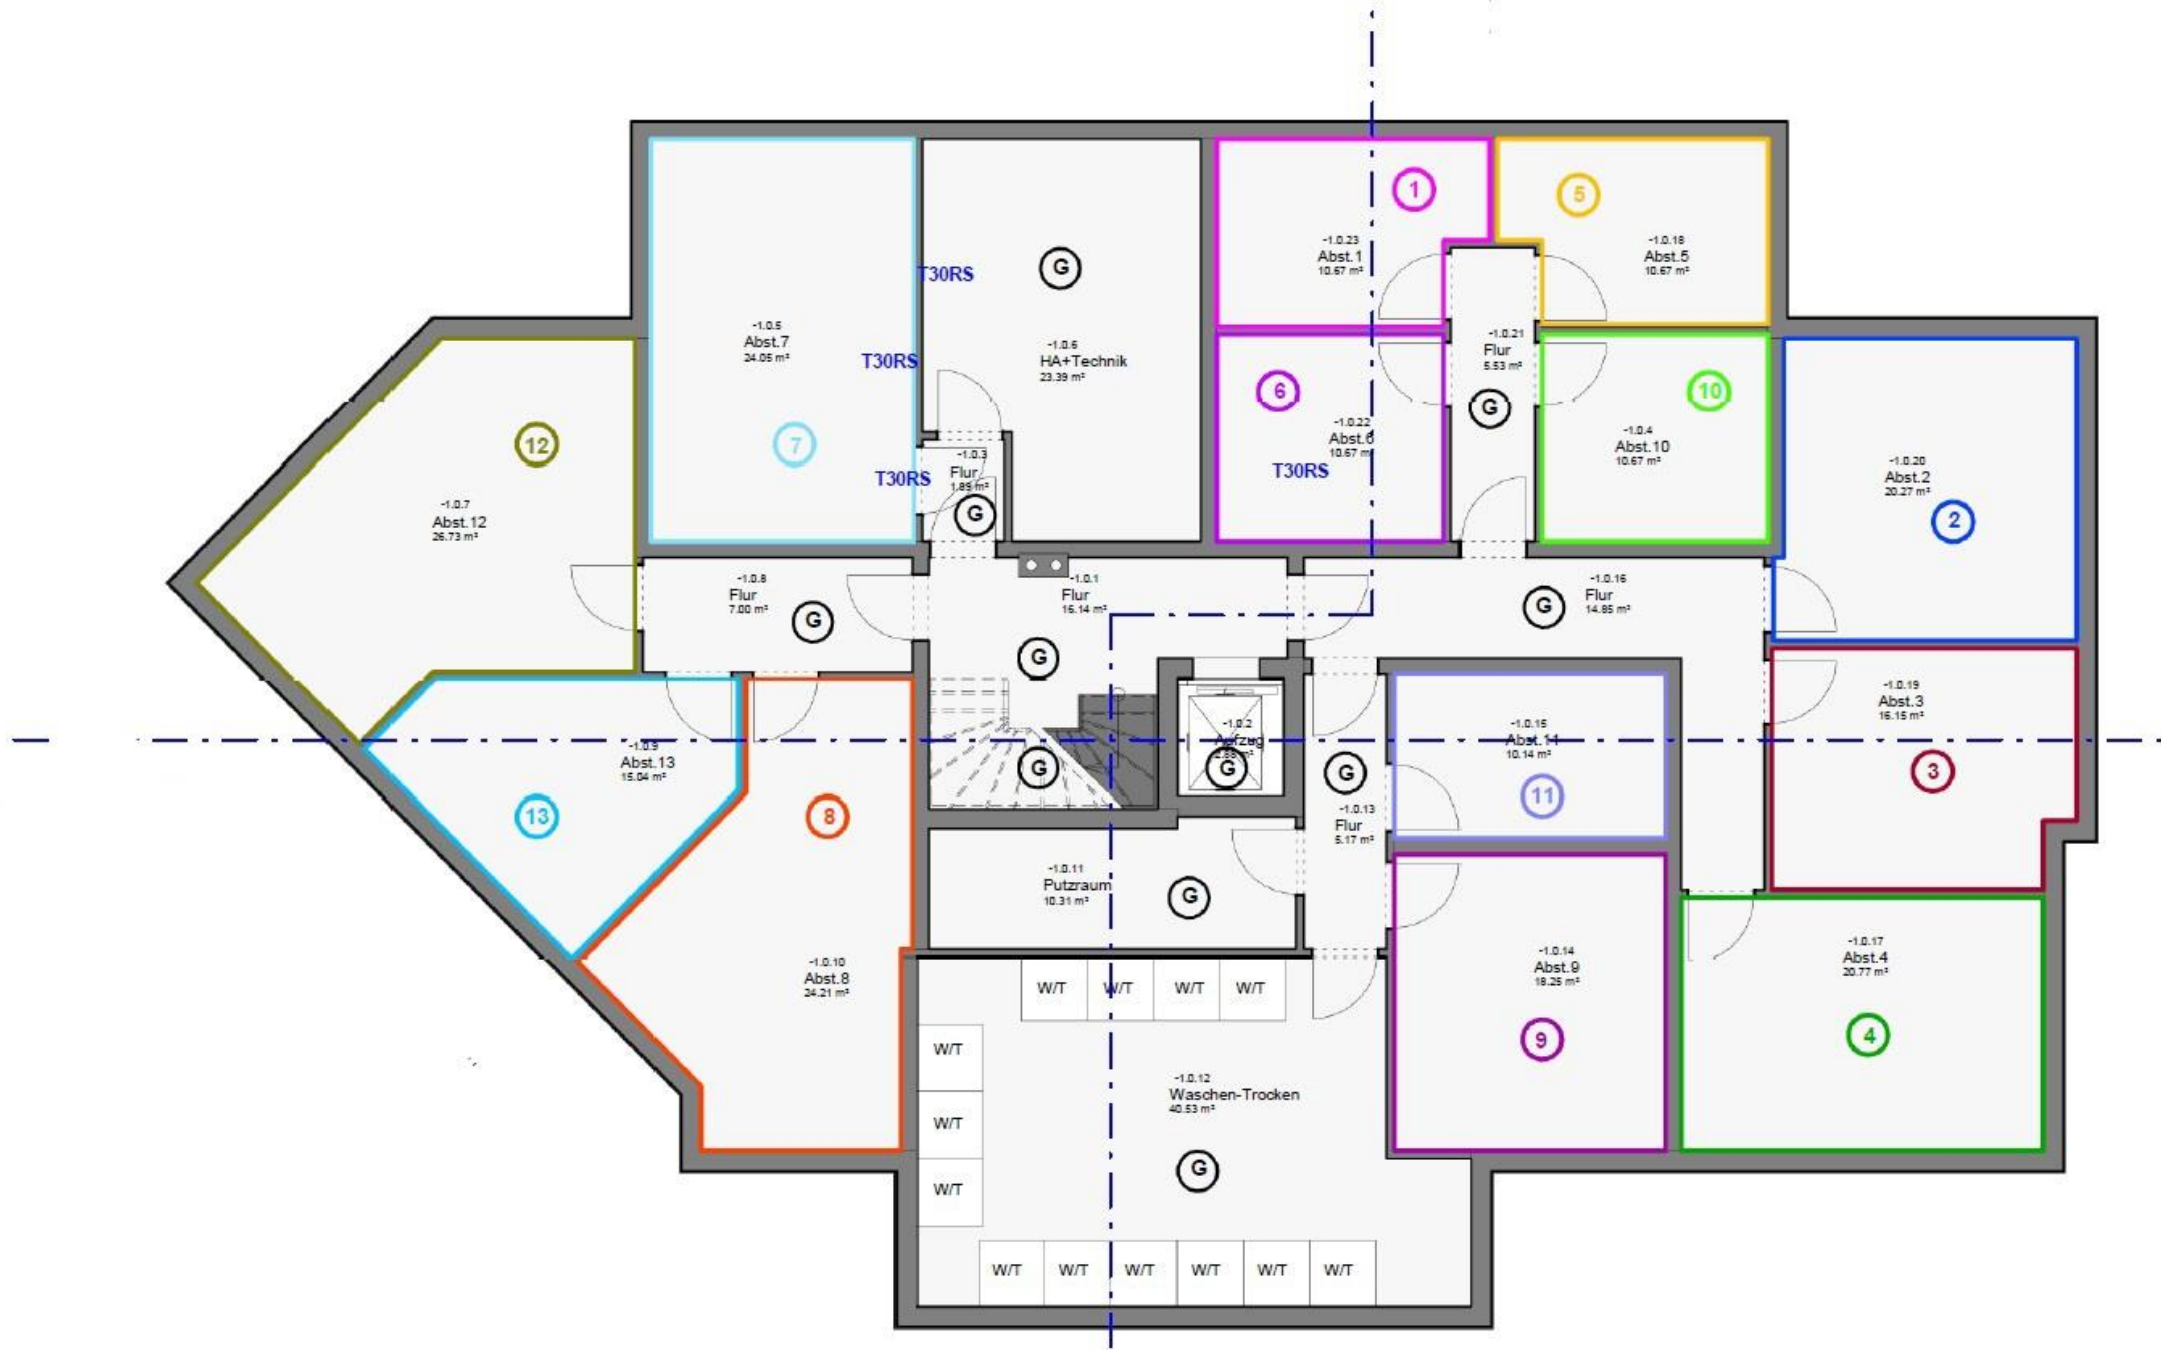 1
-1.0.23
Abst.1
10.67 m²
5
-1.0.18
Abst.5
10.67 m²
T30RS
G
-1.0.6
HA+Technik
23.39 m²
-1.0.5
Abst.7
24.05 m²
T30RS
7
T30RS
-1.0.3
Flur
1.89 m²
G
-1.0.21
Flur
5.53 m²
G
6
-1.0.22
Abst.6
10.67 m
T30RS
10
-1.0.4
Abst.10
10.67 m²
-1.0.20
Abst.2
20.27 m²
2
12
-1.0.7
Abst.12
26.73 m²
-1.0.8
Flur
7.00 m²
G
-1.0.1
Flur
16.14 m²
G
-1.0.16
Flur
14.85 m²
G
-1.0.19
Abst.3
16.15 m²
3
-1.0.9
Abst.13
15.04 m²
13
8
G
-1.0.2
Aufzug
G
G
-1.0.13
Flur
5.17 m²
-1.0.15
Abst.11
10.14 m²
11
-1.0.11
Putzraum
10.31 m²
G
-1.0.10
Abst.8
24.21 m²
-1.0.14
Abst.9
18.25 m²
9
-1.0.17
Abst.4
20.77 m²
4
W/T W/T W/T W/T
W/T
W/T
W/T
-1.0.12
Waschen-Trocken
40.53 m²
G
W/T W/T W/T W/T W/T W/T